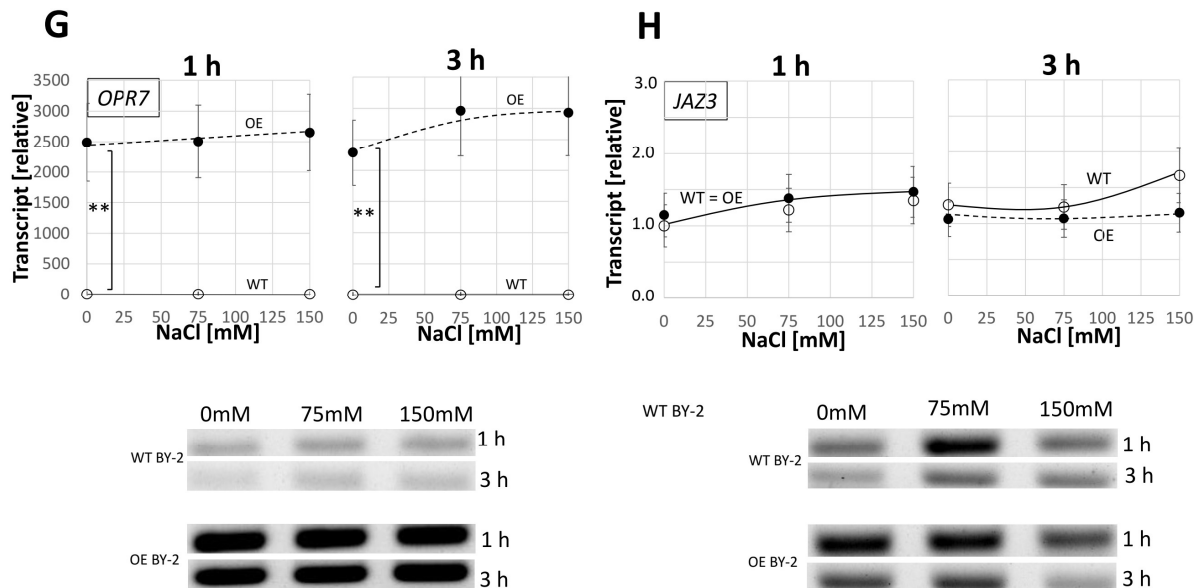 G
1 h
3 h
Transcript [relative]
3500
3000
2500
2000
1500
1000
500
0
OPR7
OE
**
WT
OE
**
WT
0 25 50 75 100 125 150
0 25 50 75 100 125 150
NaCl [mM]
NaCl [mM]
H
1 h
3 h
Transcript [relative]
3.0
2.0
1.0
0.0
JAZ3
WT = OE
WT
OE
0 25 50 75 100 125 150
0 25 50 75 100 125 150
NaCl [mM]
NaCl [mM]
0mM 75mM 150mM
WT BY-2
1 h
3 h
OE BY-2
1 h
3 h
WT BY-2
0mM 75mM 150mM
WT BY-2
1 h
3 h
OE BY-2
1 h
3 h